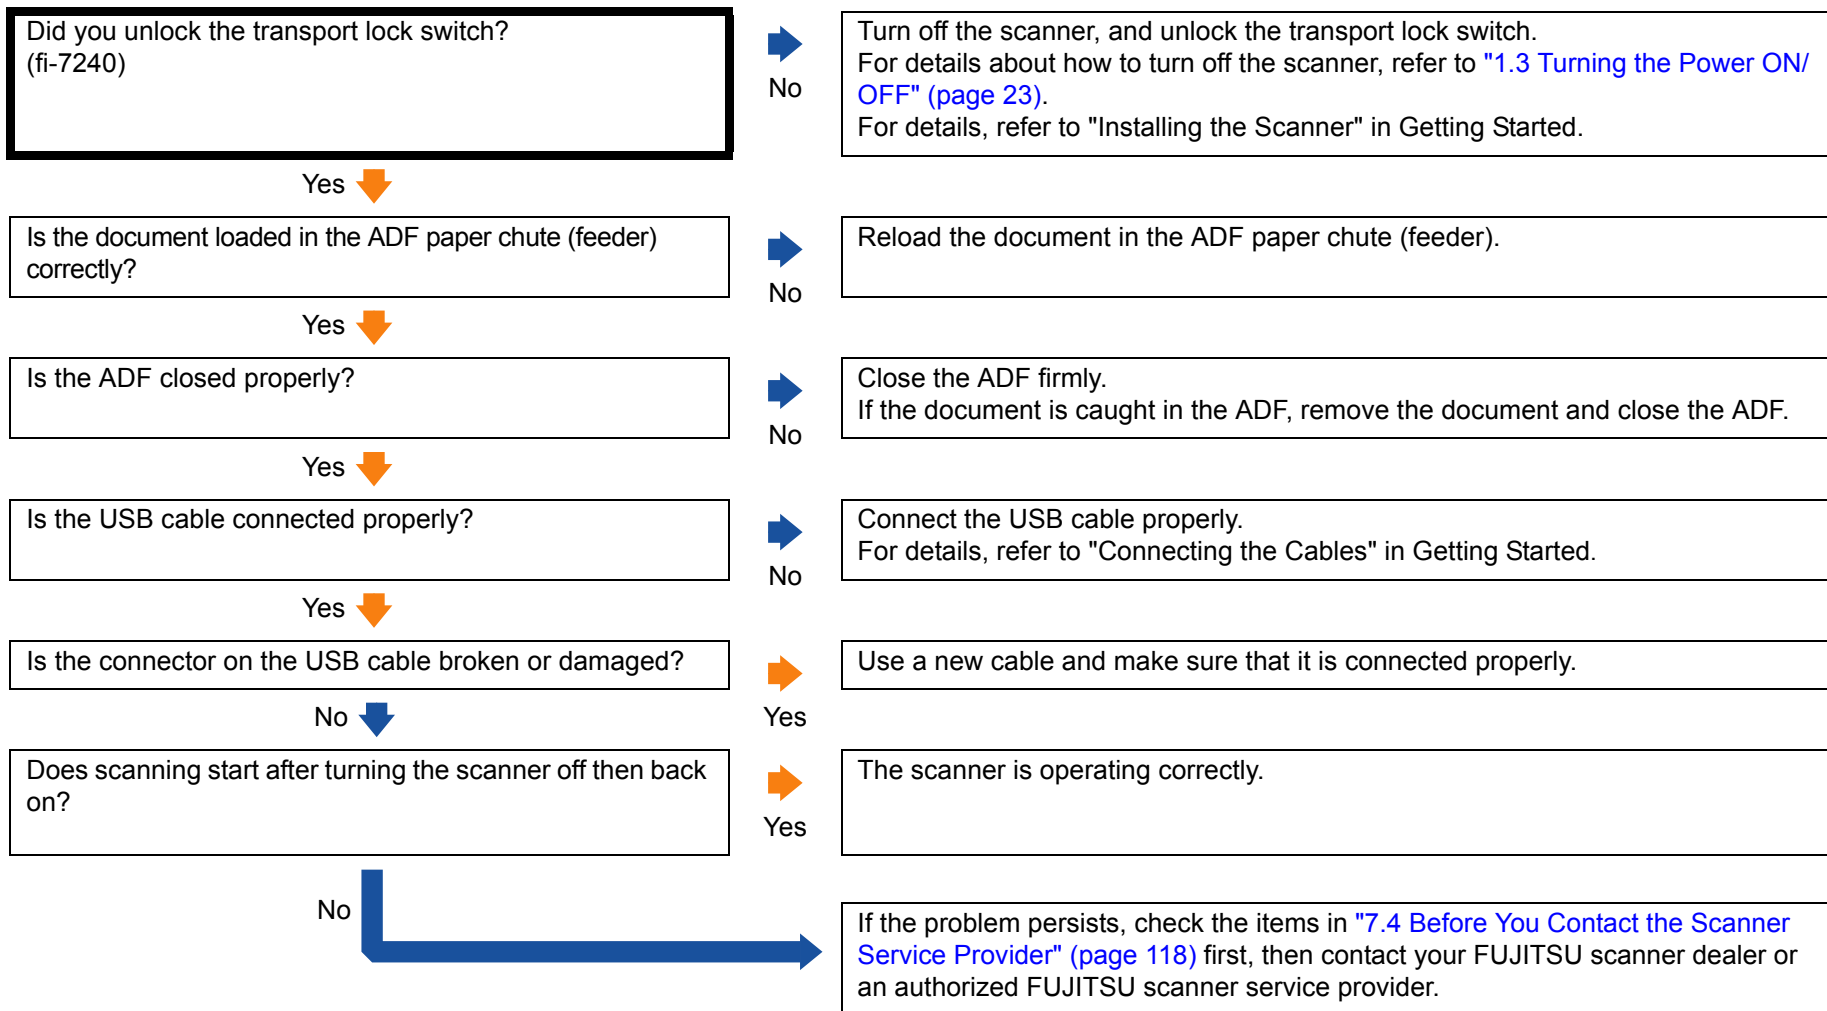 Did you unlock the transport lock switch?
(fi-7240)
No
Turn off the scanner, and unlock the transport lock switch.
For details about how to turn off the scanner, refer to "1.3 Turning the Power ON/
OFF" (page 23).
For details, refer to "Installing the Scanner" in Getting Started.
Yes
Is the document loaded in the ADF paper chute (feeder)
correctly?
No
Reload the document in the ADF paper chute (feeder).
Yes
Is the ADF closed properly?
No
Close the ADF firmly.
If the document is caught in the ADF, remove the document and close the ADF.
Yes
Is the USB cable connected properly?
No
Connect the USB cable properly.
For details, refer to "Connecting the Cables" in Getting Started.
Yes
Is the connector on the USB cable broken or damaged?
Yes
Use a new cable and make sure that it is connected properly.
No
Does scanning start after turning the scanner off then back
on?
Yes
The scanner is operating correctly.
No
If the problem persists, check the items in "7.4 Before You Contact the Scanner
Service Provider" (page 118) first, then contact your FUJITSU scanner dealer or
an authorized FUJITSU scanner service provider.